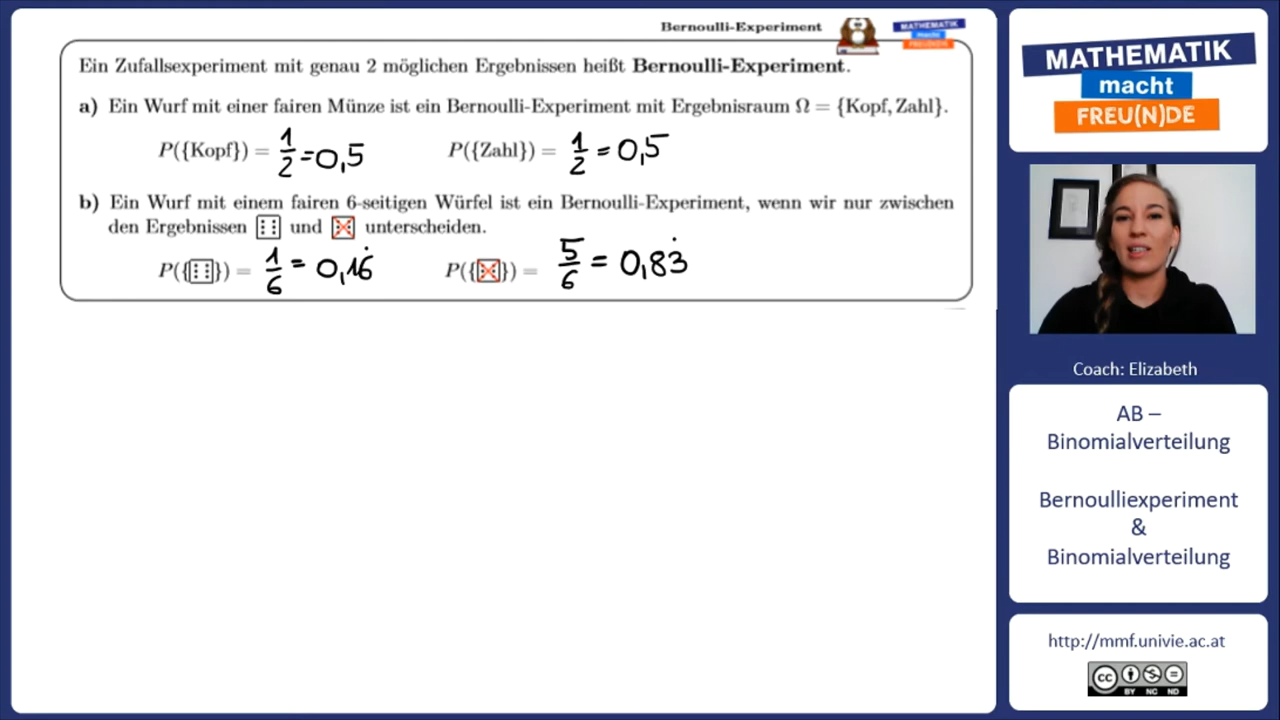 Bernoulli-Experiment
MATHEMATIK
macht
FREU(N)DE
Ein Zufallsexperiment mit genau 2 möglichen Ergebnissen heißt Bernoulli-Experiment.
a) Ein Wurf mit einer fairen Münze ist ein Bernoulli-Experiment mit Ergebnisraum Ω = {Kopf, Zahl}.
P({Kopf}) = 1/2 = 0,5 P({Zahl}) = 1/2 = 0,5
b) Ein Wurf mit einem fairen 6-seitigen Würfel ist ein Bernoulli-Experiment, wenn wir nur zwischen
den Ergebnissen ⚅ und ⚅ unterscheiden.
P({⚅}) = 1/6 = 0,16̇ P({⚅}) = 5/6 = 0,83̇
MATHEMATIK
macht
FREU(N)DE
Coach: Elizabeth
AB –
Binomialverteilung
Bernoulliexperiment
&
Binomialverteilung
http://mmf.univie.ac.at
cc
BY NC ND